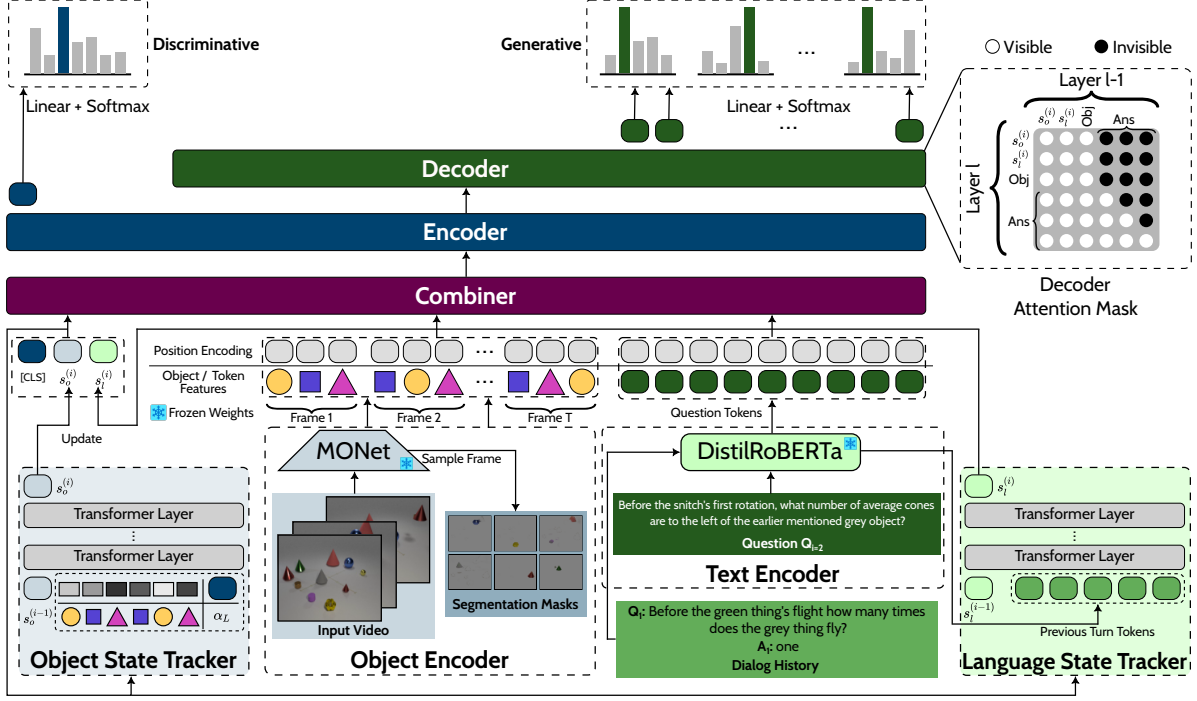 Discriminative
Generative
...
Visible
Invisible
Linear + Softmax
Linear + Softmax
...
Layer l-1
s_o^{(i)} s_l^{(i)} Obj Ans
s_o^{(i)}
s_l^{(i)}
Obj
Ans
Layer l
Decoder
Attention Mask
Decoder
Encoder
Combiner
[CLS] s_o^{(i)} s_l^{(i)}
Position Encoding
...
Object / Token
Features
...
Frozen Weights
Frame 1
Frame 2
Frame T
Question Tokens
Update
MONet
Sample Frame
Input Video
Segmentation Masks
Object Encoder
DistilRoBERTa
Before the snitch's first rotation, what number of average cones
are to the left of the earlier mentioned grey object?
Question Q_{i=2}
Text Encoder
Q_1: Before the green thing's flight how many times
does the grey thing fly?
A_1: one
Dialog History
s_o^{(i)}
Transformer Layer
⋮
Transformer Layer
s_o^{(i-1)}
α_L
Object State Tracker
s_l^{(i)}
Transformer Layer
⋮
Transformer Layer
s_l^{(i-1)}
Previous Turn Tokens
Language State Tracker